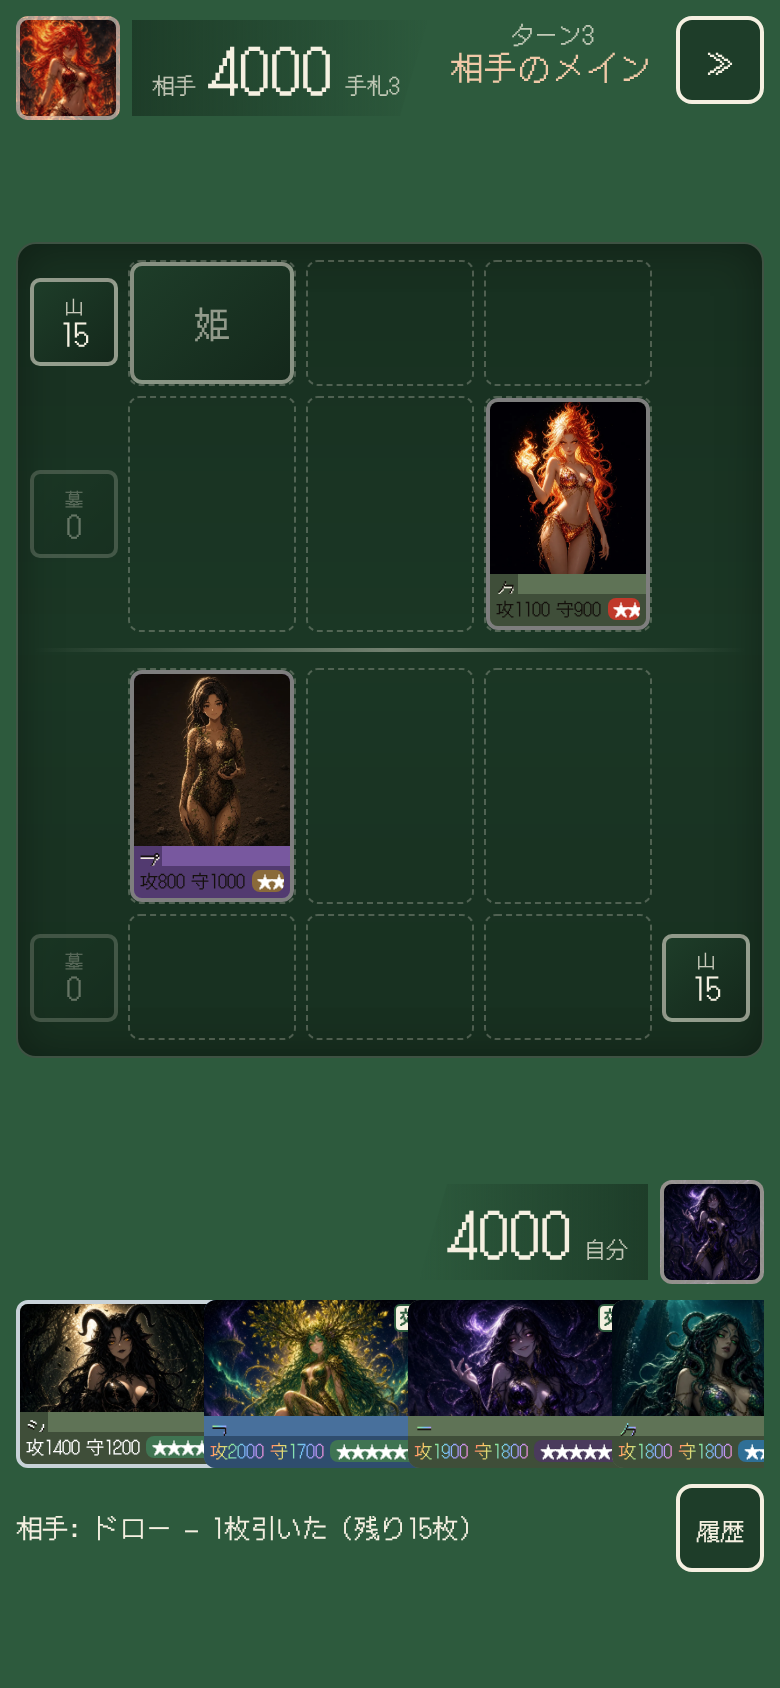 ターン3
相手 4000 手札3
相手のメイン
≫
山
15
姫
墓
0
攻1100 守900 ★★
攻800 守1000 ★★
墓
0
山
15
4000 自分
攻1400 守1200 ★★★★
攻2000 守1700 ★★★★★
攻1900 守1800 ★★★★★
攻1800 守1800 ★★
相手: ドロー – 1枚引いた（残り15枚）
履歴